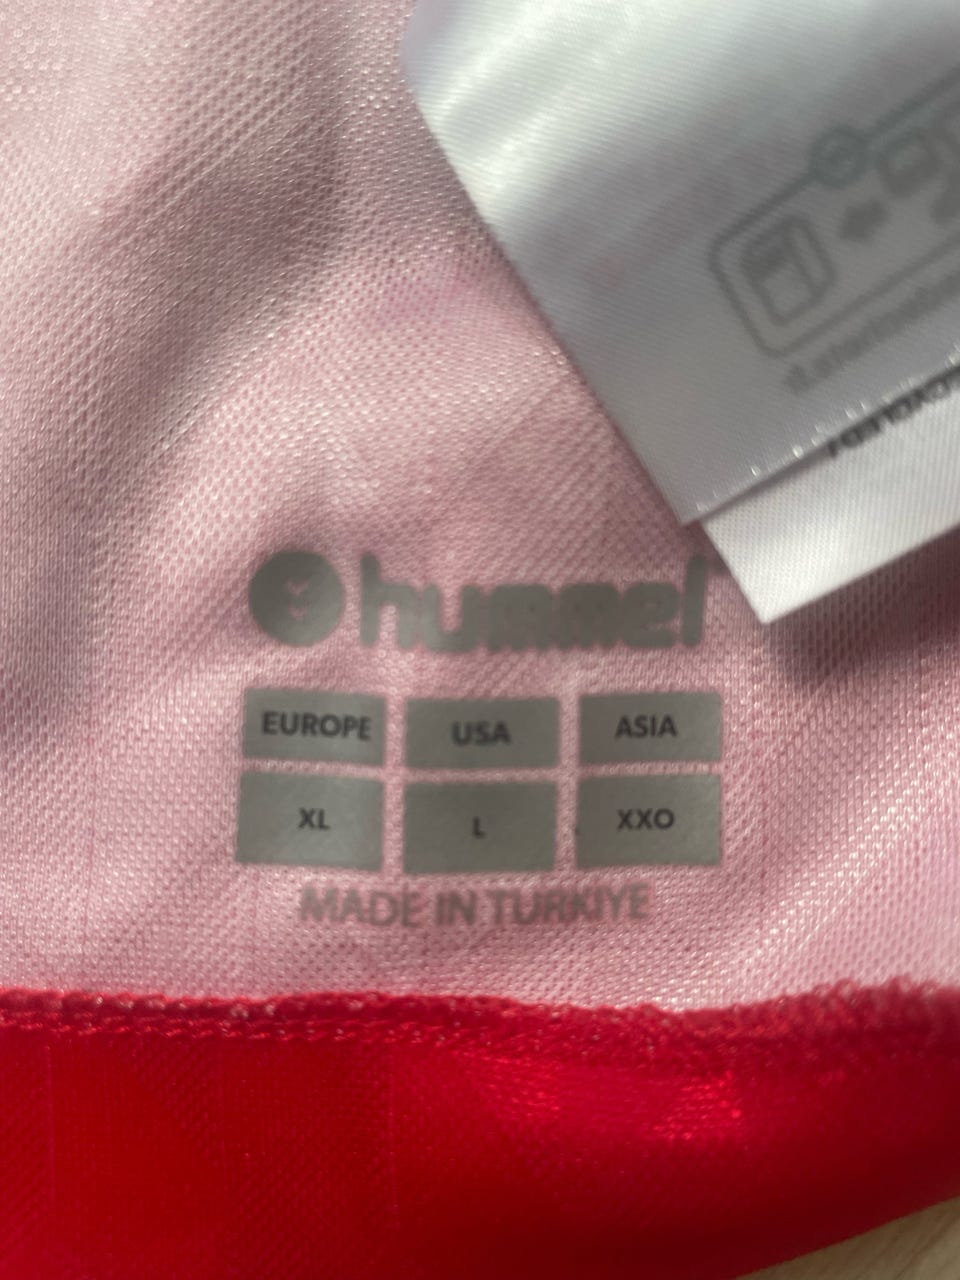 hummel
EUROPE USA ASIA
XL L XXO
MADE IN TURKIYE